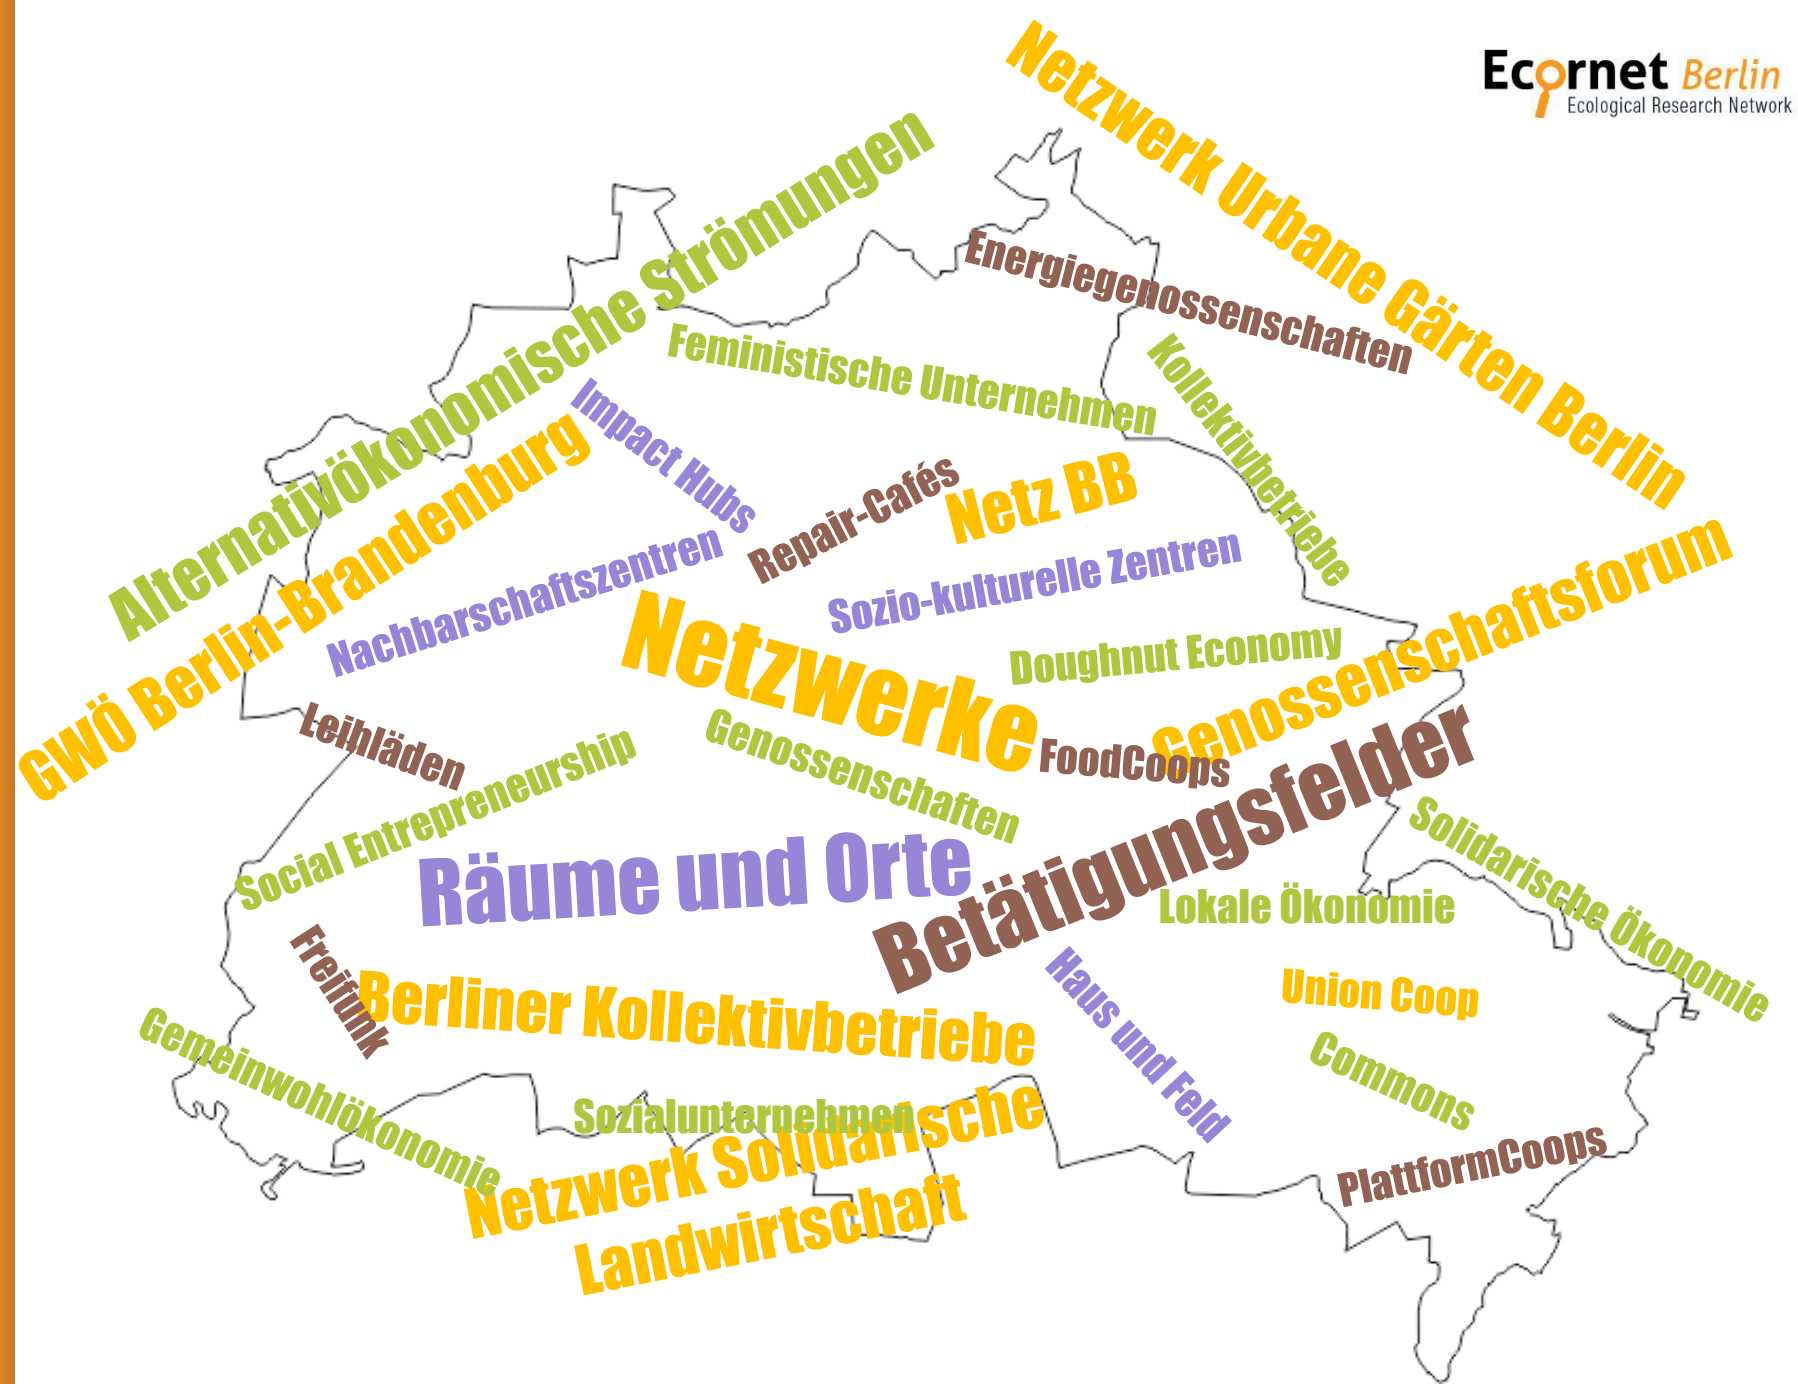 Ecornet Berlin
Ecological Research Network
Netzwerk Urbane Gärten Berlin
Alternativökonomische Strömungen
Energiegenossenschaften
Feministische Unternehmen
Kollektivbetriebe
Impact Hubs
GWÖ Berlin-Brandenburg
Repair-Cafés
Netz BB
Nachbarschaftszentren
Sozio-kulturelle Zentren
Netzwerke
Doughnut Economy
Genossenschaftsforum
Leihläden
Genossenschaften
FoodCoops
Social Entrepreneurship
Betätigungsfelder
Räume und Orte
Solidarische Ökonomie
Lokale Ökonomie
Freifunk
Berliner Kollektivbetriebe
Haus und Feld
Union Coop
Gemeinwohlökonomie
Commons
Sozialunternehmen
Netzwerk Solidarische
Landwirtschaft
PlattformCoops